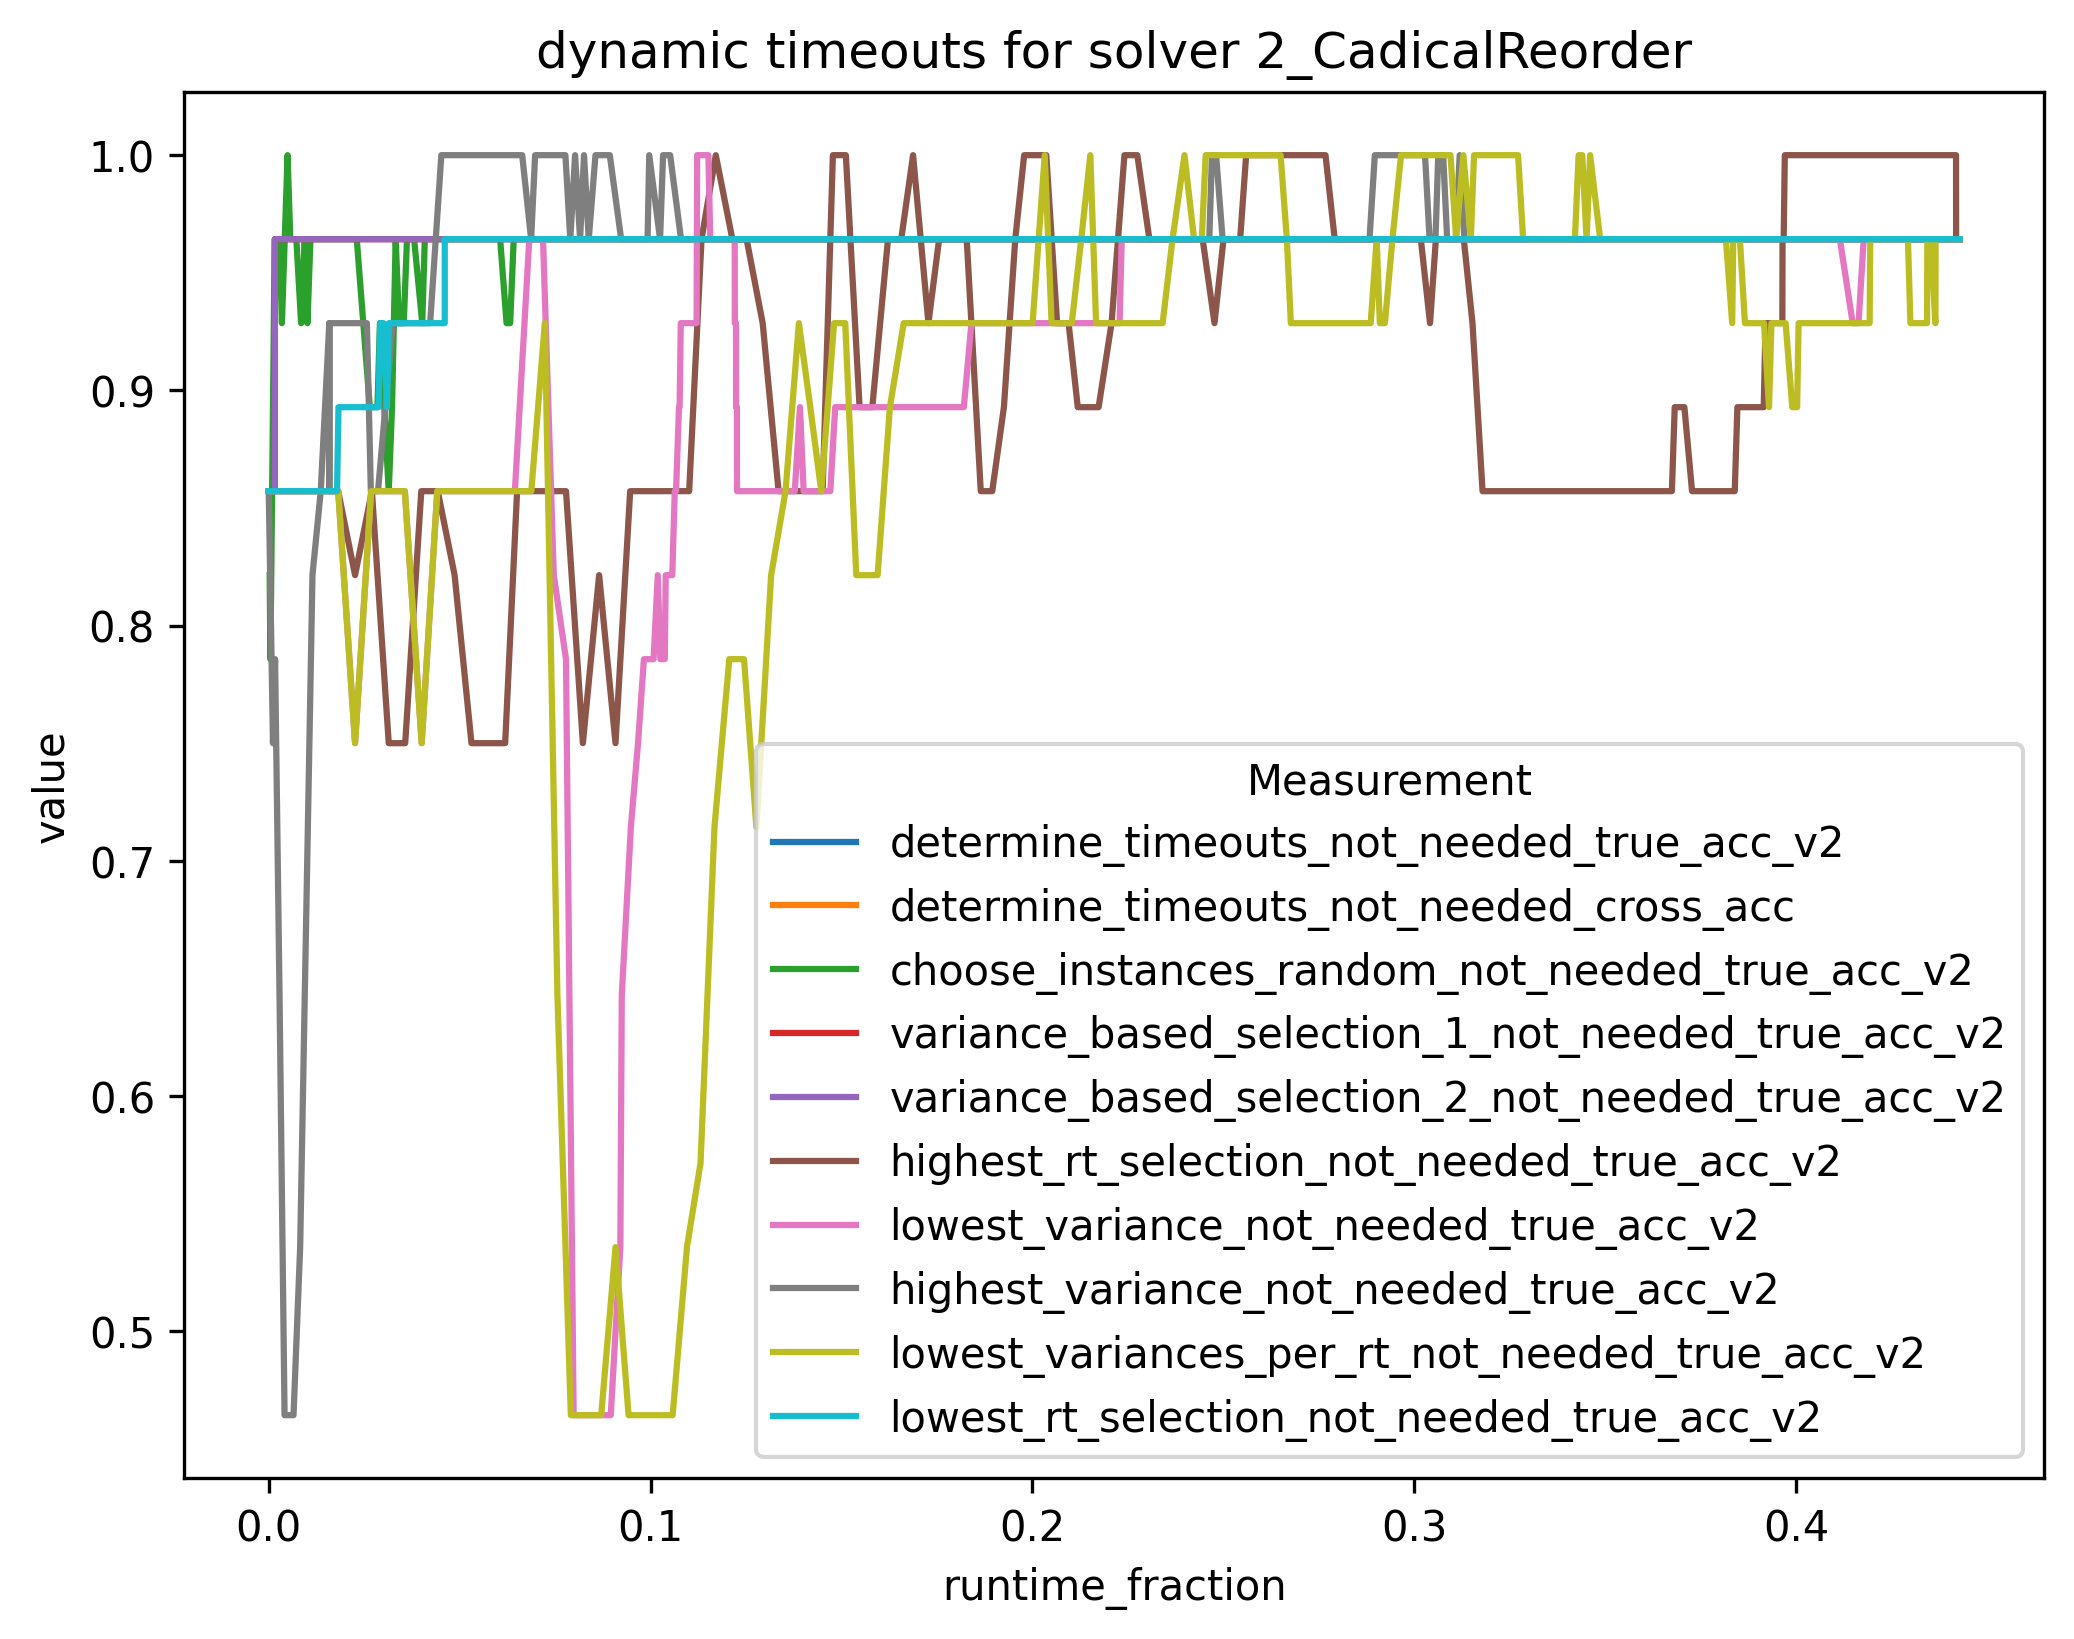 dynamic timeouts for solver 2_CadicalReorder
1.0
0.9
0.8
0.7
0.6
0.5
value
Measurement
determine_timeouts_not_needed_true_acc_v2
determine_timeouts_not_needed_cross_acc
choose_instances_random_not_needed_true_acc_v2
variance_based_selection_1_not_needed_true_acc_v2
variance_based_selection_2_not_needed_true_acc_v2
highest_rt_selection_not_needed_true_acc_v2
lowest_variance_not_needed_true_acc_v2
highest_variance_not_needed_true_acc_v2
lowest_variances_per_rt_not_needed_true_acc_v2
lowest_rt_selection_not_needed_true_acc_v2
0.0 0.1 0.2 0.3 0.4
runtime_fraction